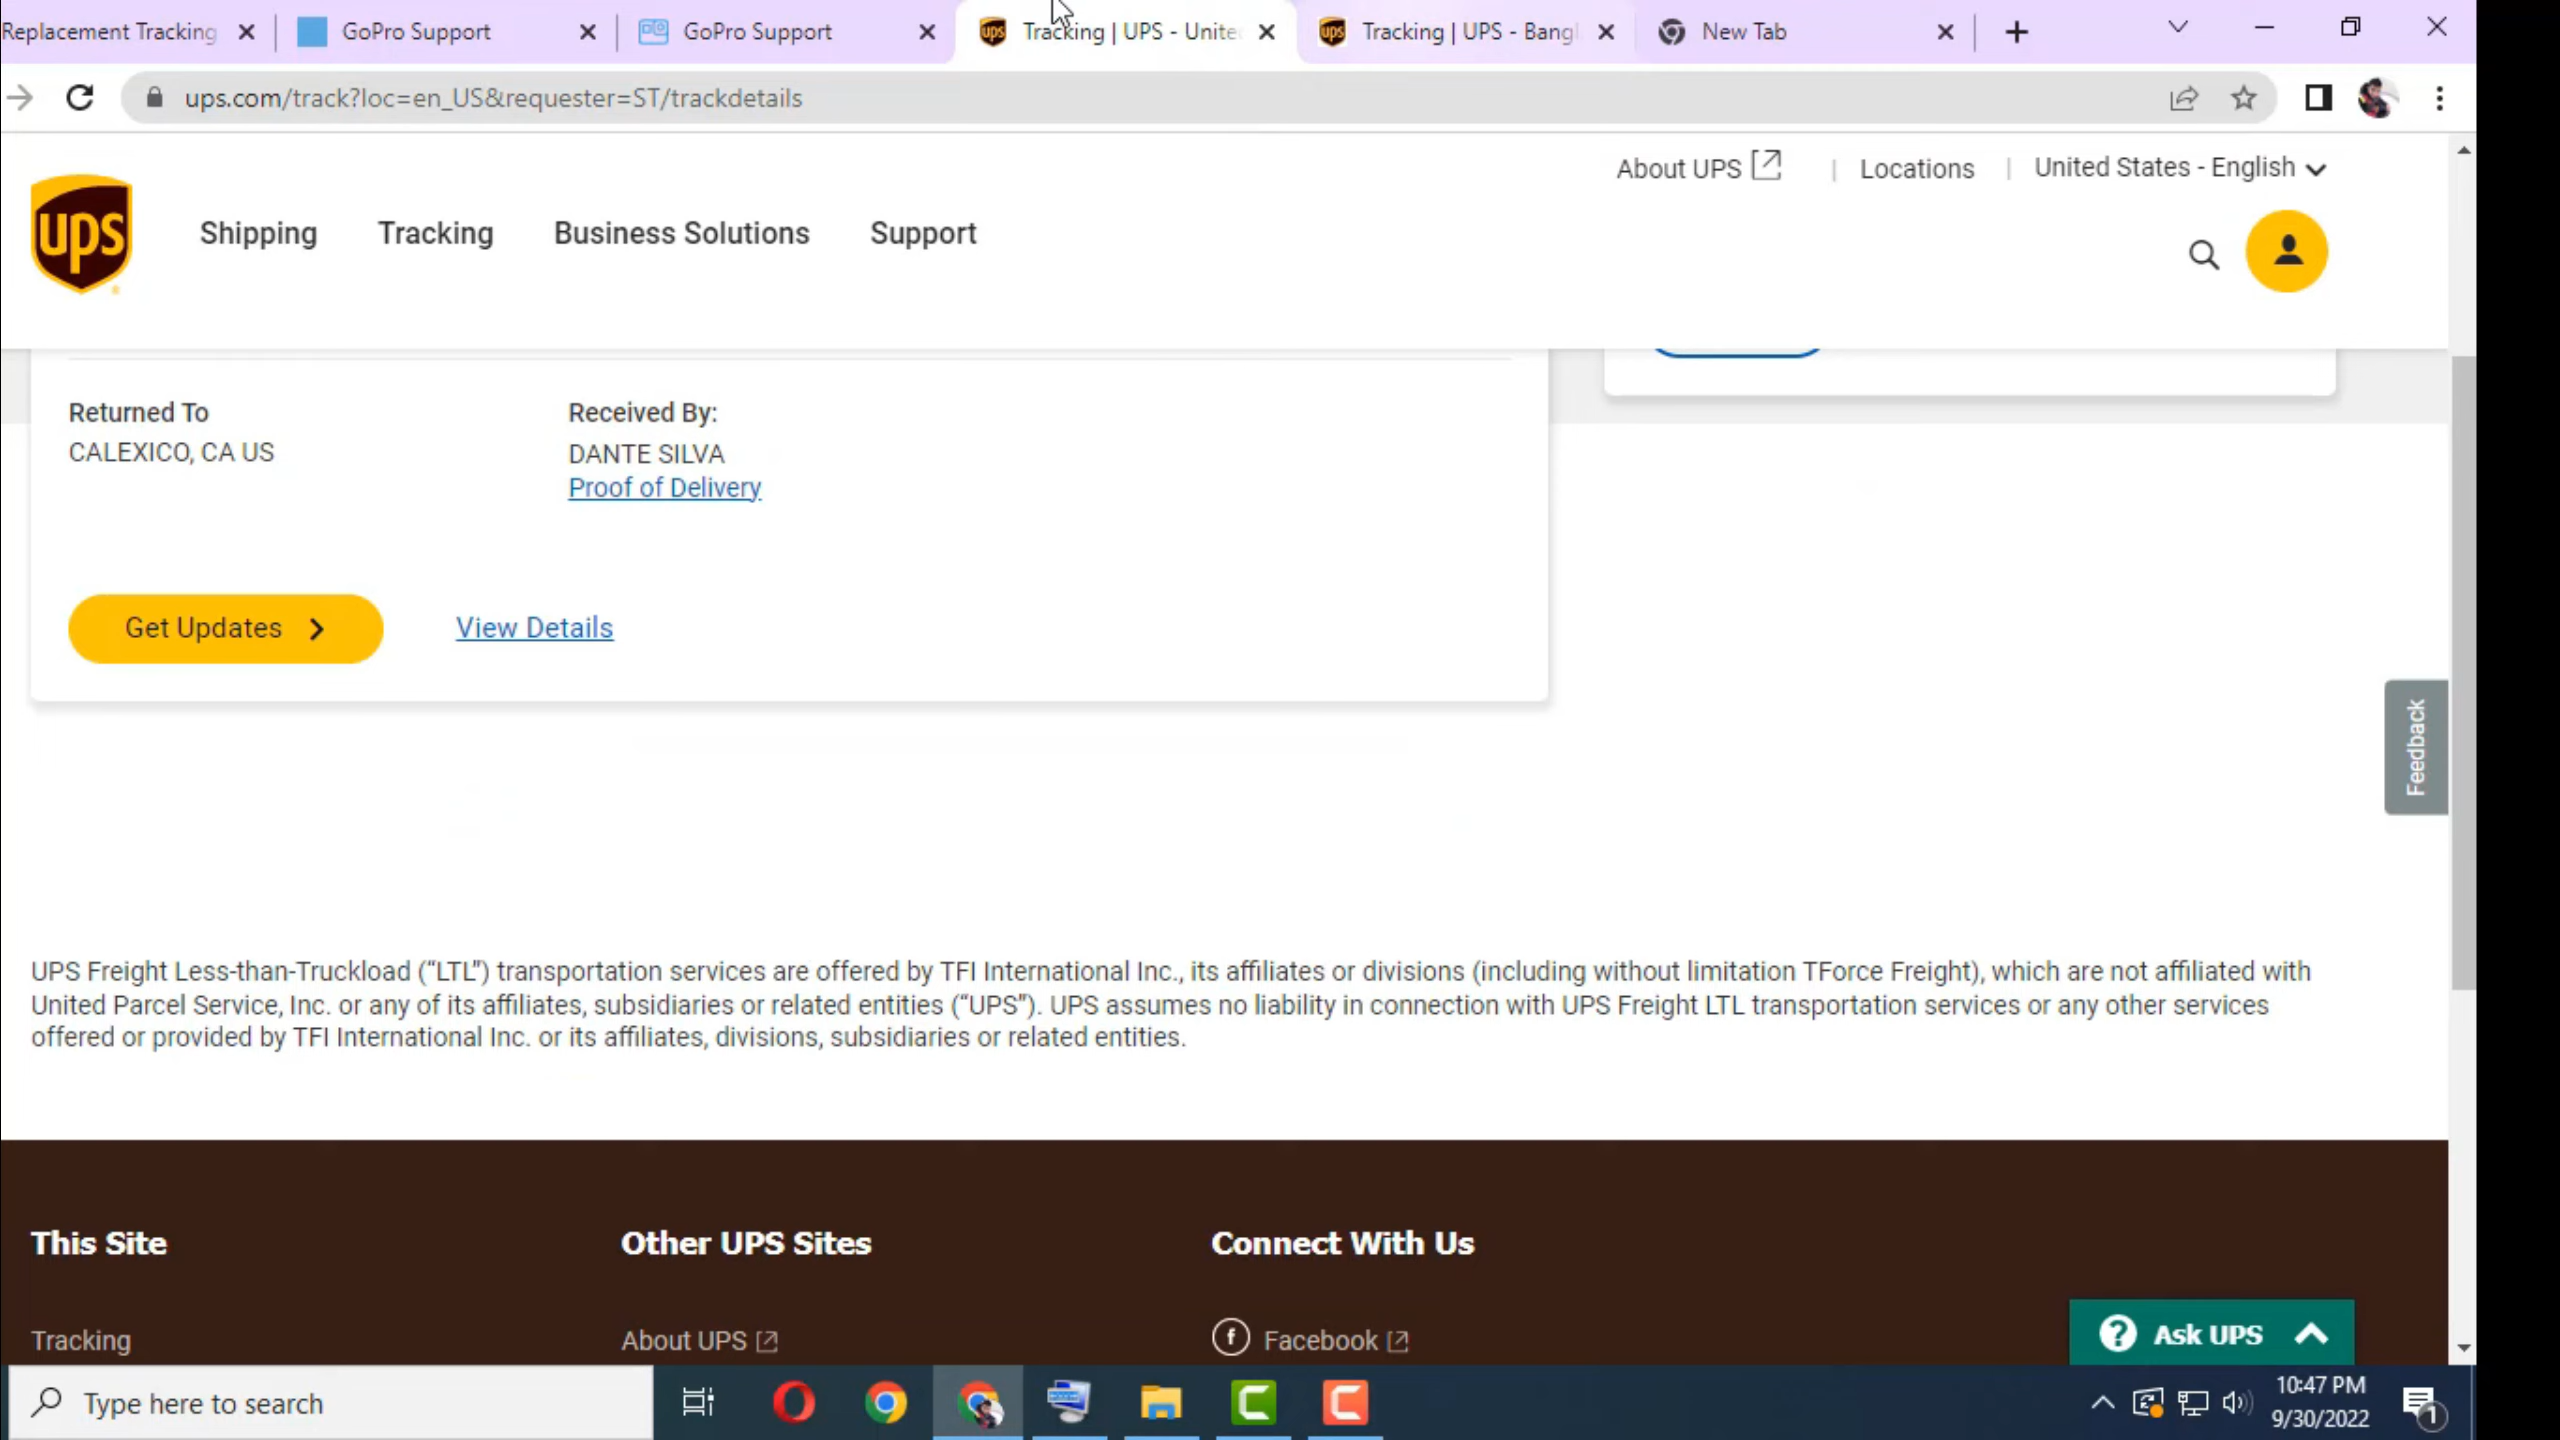 Replacement Tracking
GoPro Support
GoPro Support
Tracking | UPS - Unite
Tracking | UPS - Bangl
New Tab
ups.com/track?loc=en_US&requester=ST/trackdetails
About UPS
Locations
United States - English
ups
Shipping
Tracking
Business Solutions
Support
Returned To
CALEXICO, CA US
Received By:
DANTE SILVA
Proof of Delivery
Get Updates
View Details
Feedback
UPS Freight Less-than-Truckload (“LTL”) transportation services are offered by TFI International Inc., its affiliates or divisions (including without limitation TForce Freight), which are not affiliated with
United Parcel Service, Inc. or any of its affiliates, subsidiaries or related entities (“UPS”). UPS assumes no liability in connection with UPS Freight LTL transportation services or any other services
offered or provided by TFI International Inc. or its affiliates, divisions, subsidiaries or related entities.
This Site
Other UPS Sites
Connect With Us
Tracking
About UPS
Facebook
Ask UPS
Type here to search
10:47 PM
9/30/2022
1